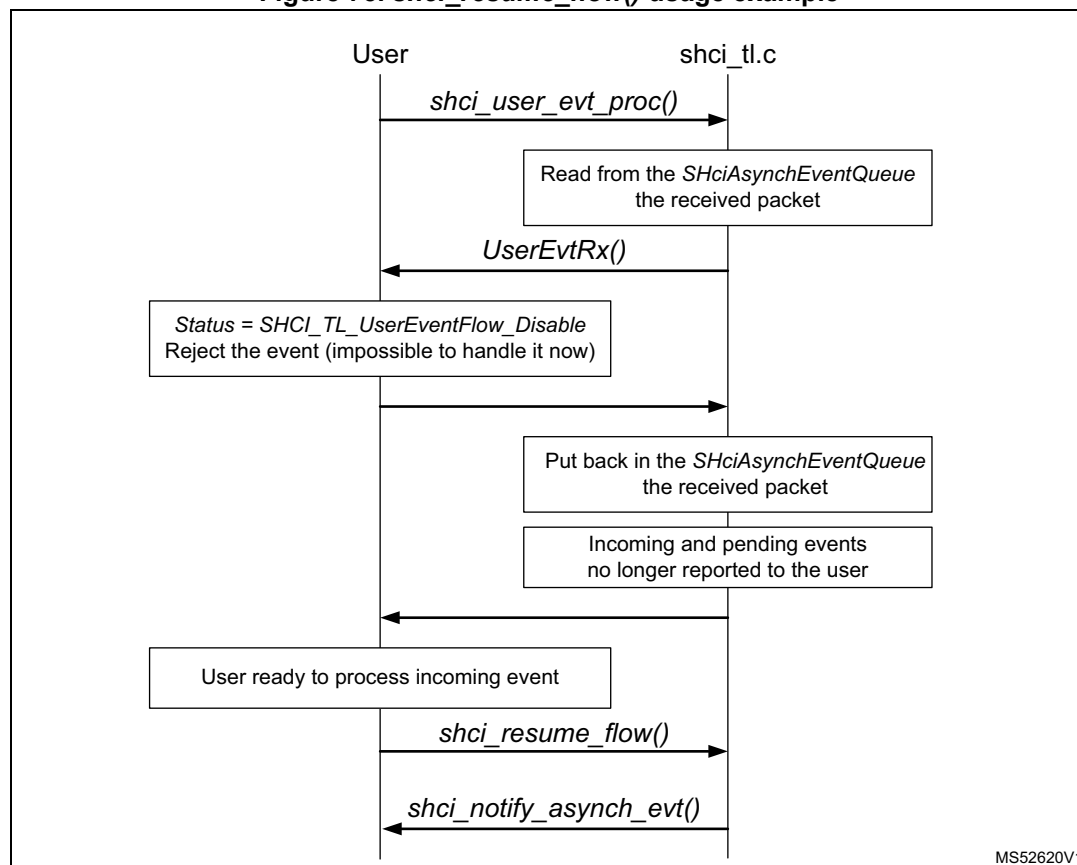 User shci_tl.c
shci_user_evt_proc()
Read from the SHciAsynchEventQueue
the received packet
UserEvtRx()
Status = SHCI_TL_UserEventFlow_Disable
Reject the event (impossible to handle it now)
Put back in the SHciAsynchEventQueue
the received packet
Incoming and pending events
no longer reported to the user
User ready to process incoming event
shci_resume_flow()
shci_notify_asynch_evt()